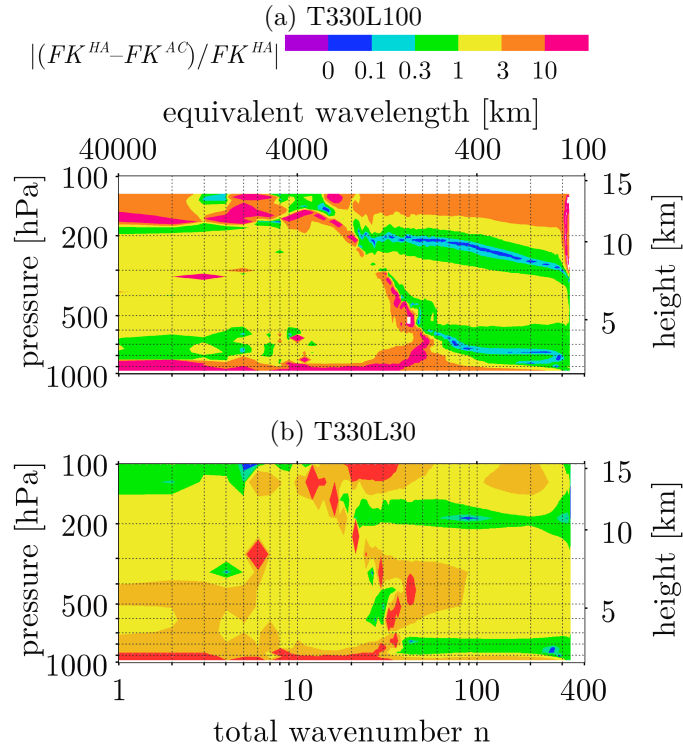 (a) T330L100
|(FK^HA–FK^AC)/FK^HA|
0 0.1 0.3 1 3 10
equivalent wavelength [km]
40000 4000 400 100
100
200
500
1000
pressure [hPa]
15
10
5
height [km]
(b) T330L30
100
200
500
1000
pressure [hPa]
15
10
5
height [km]
1 10 100 400
total wavenumber n